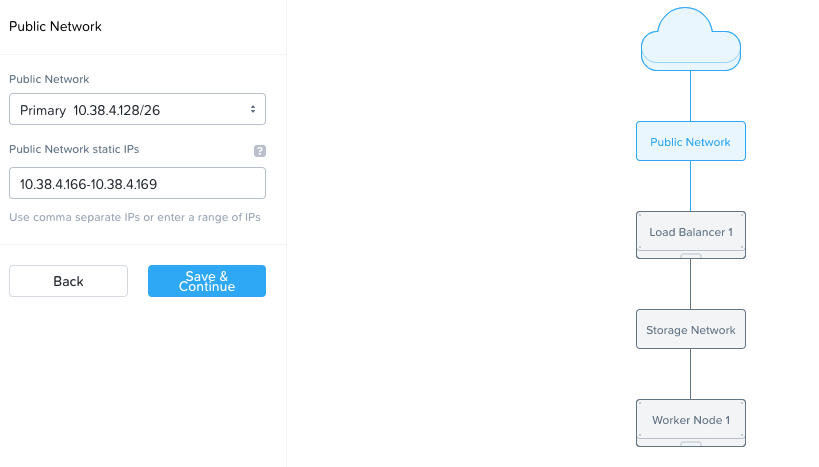 Public Network
Public Network
Primary 10.38.4.128/26
Public Network static IPs
?
10.38.4.166-10.38.4.169
Use comma separate IPs or enter a range of IPs
Back
Save &
Continue
Public Network
Load Balancer 1
Storage Network
Worker Node 1